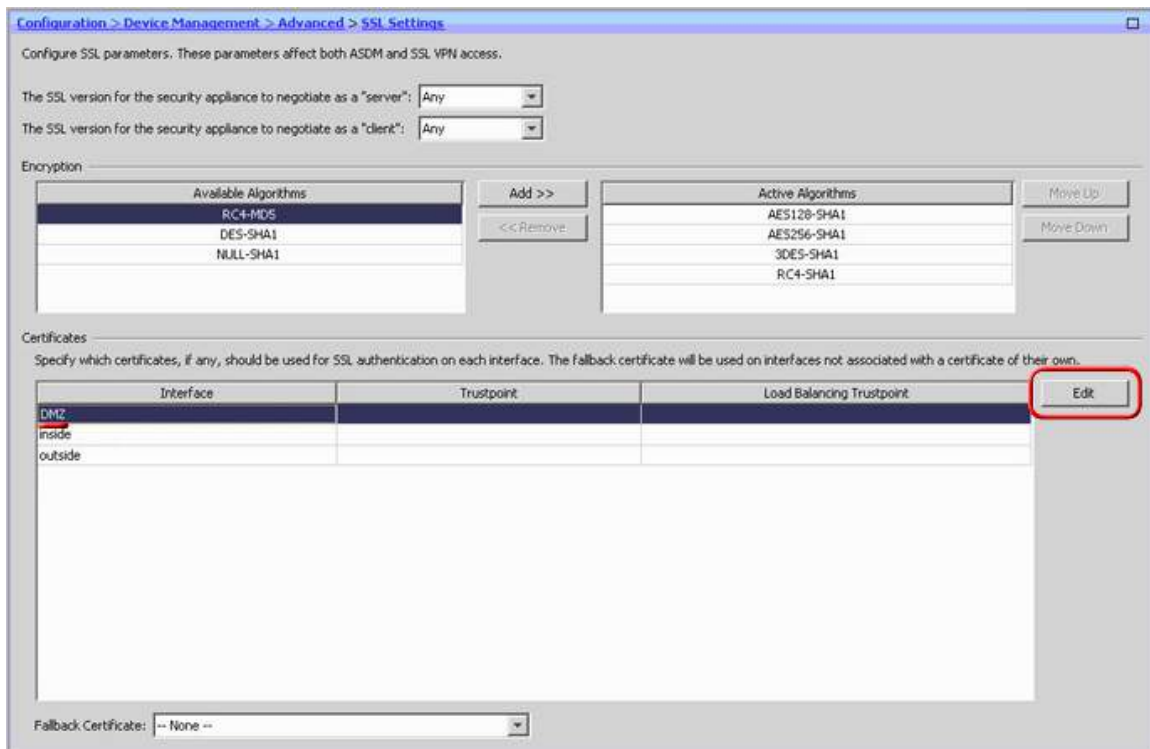 Configuration > Device Management > Advanced > SSL Settings
Configure SSL parameters. These parameters affect both ASDM and SSL VPN access.
The SSL version for the security appliance to negotiate as a "server": Any
The SSL version for the security appliance to negotiate as a "client": Any
Encryption
Available Algorithms Add >> Active Algorithms Move Up
RC4-MD5 AES128-SHA1
DES-SHA1 << Remove AES256-SHA1 Move Down
NULL-SHA1 3DES-SHA1
RC4-SHA1
Certificates
Specify which certificates, if any, should be used for SSL authentication on each interface. The fallback certificate will be used on interfaces not associated with a certificate of their own.
Interface Trustpoint Load Balancing Trustpoint Edit
DMZ
inside
outside
Fallback Certificate: -- None --